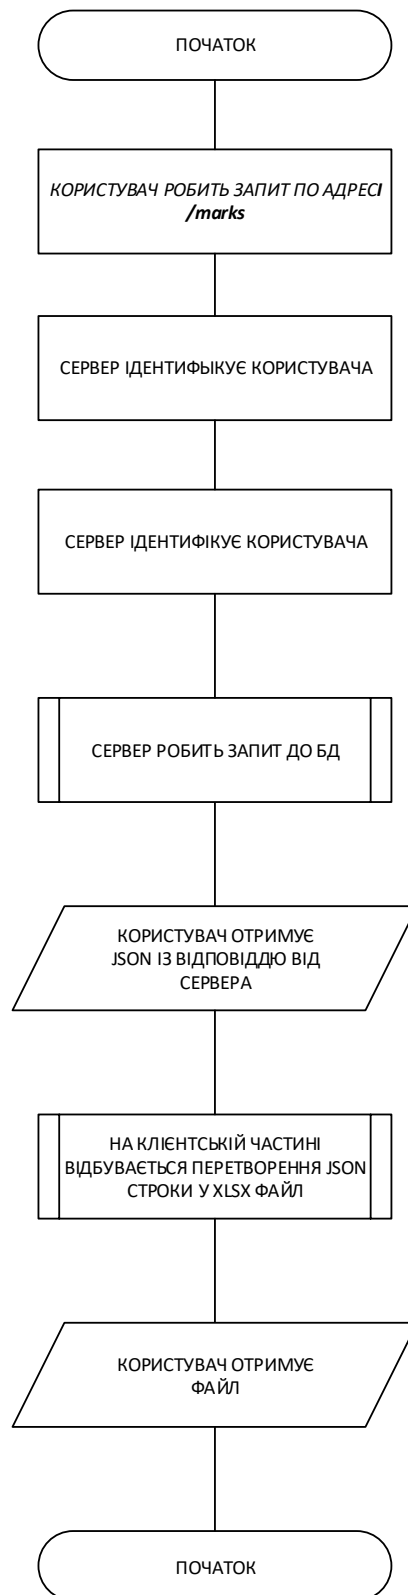 ПОЧАТОК
КОРИСТУВАЧ РОБИТЬ ЗАПИТ ПО АДРЕСІ
/marks
СЕРВЕР ІДЕНТИФЫКУЄ КОРИСТУВАЧА
СЕРВЕР ІДЕНТИФІКУЄ КОРИСТУВАЧА
СЕРВЕР РОБИТЬ ЗАПИТ ДО БД
КОРИСТУВАЧ ОТРИМУЄ
JSON ІЗ ВІДПОВІДДЮ ВІД
СЕРВЕРА
НА КЛІЄНТСЬКІЙ ЧАСТИНІ
ВІДБУВАЄТЬСЯ ПЕРЕТВОРЕННЯ JSON
СТРОКИ У XLSX ФАЙЛ
КОРИСТУВАЧ ОТРИМУЄ
ФАЙЛ
ПОЧАТОК